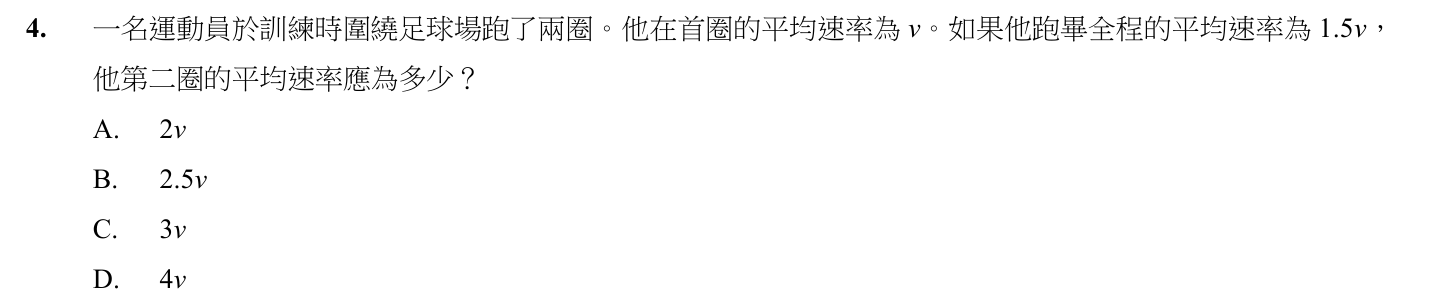 4. 一名運動員於訓練時圍繞足球場跑了兩圈。他在首圈的平均速率為 v。如果他跑畢全程的平均速率為 1.5v，
他第二圈的平均速率應為多少？
A. 2v
B. 2.5v
C. 3v
D. 4v